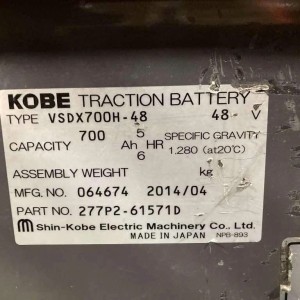 KOBE TRACTION BATTERY
TYPE VSDX700H-48 48 - V
CAPACITY 700 Ah 5/6 HR SPECIFIC GRAVITY 1.280 (at20℃)
ASSEMBLY WEIGHT kg
MFG. NO. 064674 2014/04
PART NO. 277P2-61571D
Shin-Kobe Electric Machinery Co., Ltd.
MADE IN JAPAN NPB-893